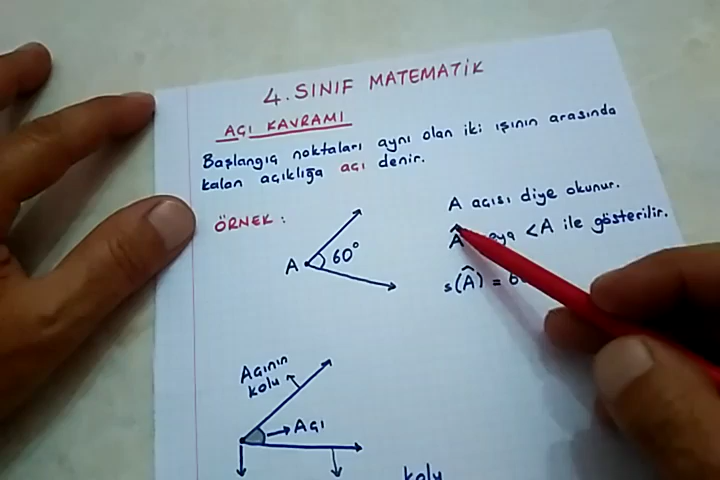 4. SINIF MATEMATİK
AÇI KAVRAMI
Başlangıç noktaları aynı olan iki ışının arasında
kalan açıklığa açı denir.
ÖRNEK :
A 60°
A açısı diye okunur.
Â <A ile gösterilir.
s(Â) =
Açının
kolu
Açı
kolu